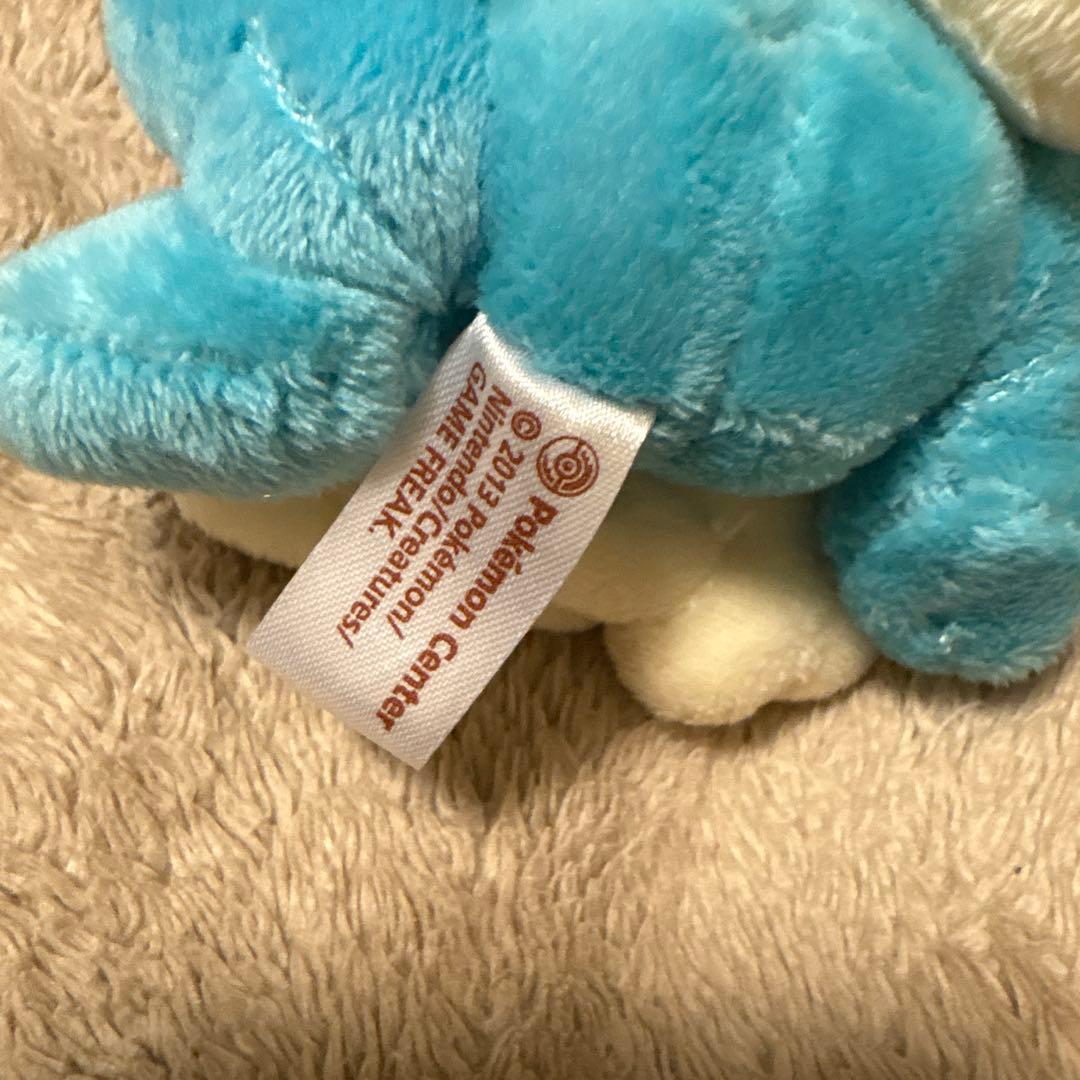 Pokémon Center
© 2013 Pokémon/
Nintendo/Creatures/
GAME FREAK.